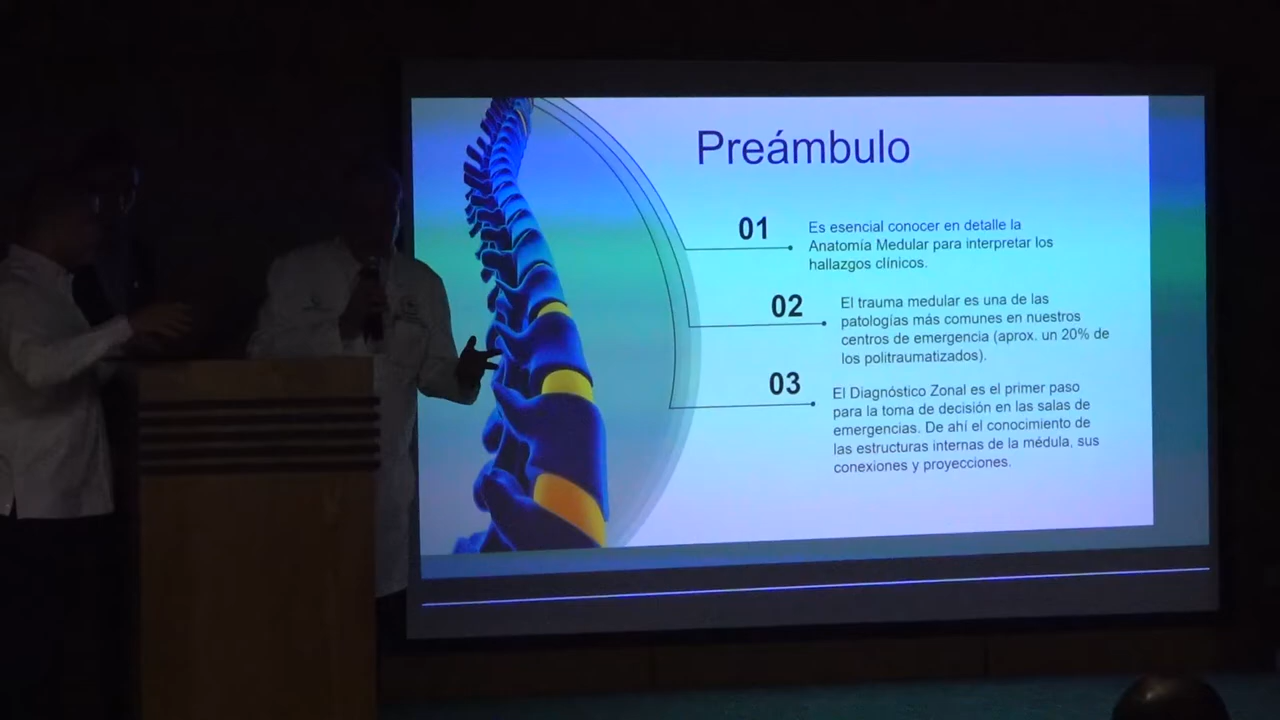 Preámbulo
01
Es esencial conocer en detalle la
Anatomía Medular para interpretar los
hallazgos clínicos.
02
El trauma medular es una de las
patologías más comunes en nuestros
centros de emergencia (aprox. un 20% de
los politraumatizados).
03
El Diagnóstico Zonal es el primer paso
para la toma de decisión en las salas de
emergencias. De ahí el conocimiento de
las estructuras internas de la médula, sus
conexiones y proyecciones.